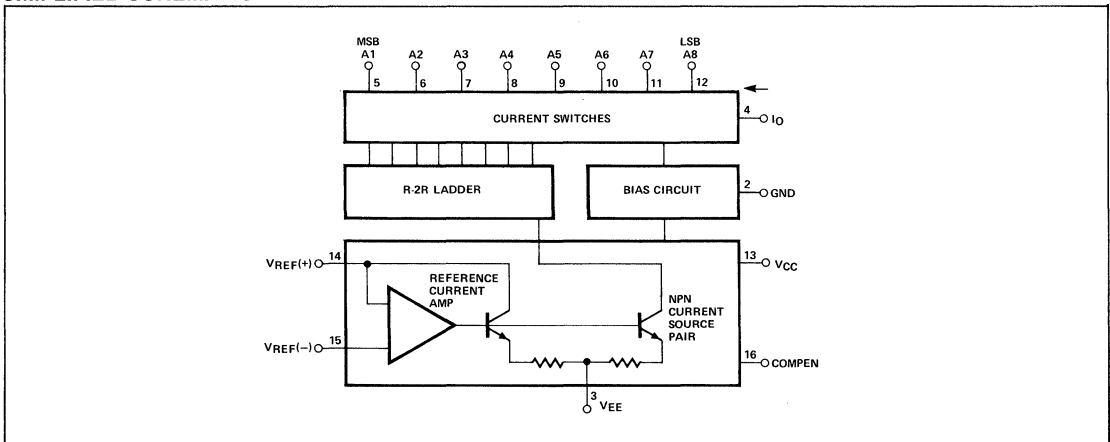 MSB LSB
A1 A2 A3 A4 A5 A6 A7 A8
5 6 7 8 9 10 11 12
CURRENT SWITCHES
4 IO
R-2R LADDER
BIAS CIRCUIT
2 GND
VREF(+) 14
REFERENCE
CURRENT
AMP
13 VCC
NPN
CURRENT
SOURCE
PAIR
VREF(−) 15
16 COMPEN
3 VEE